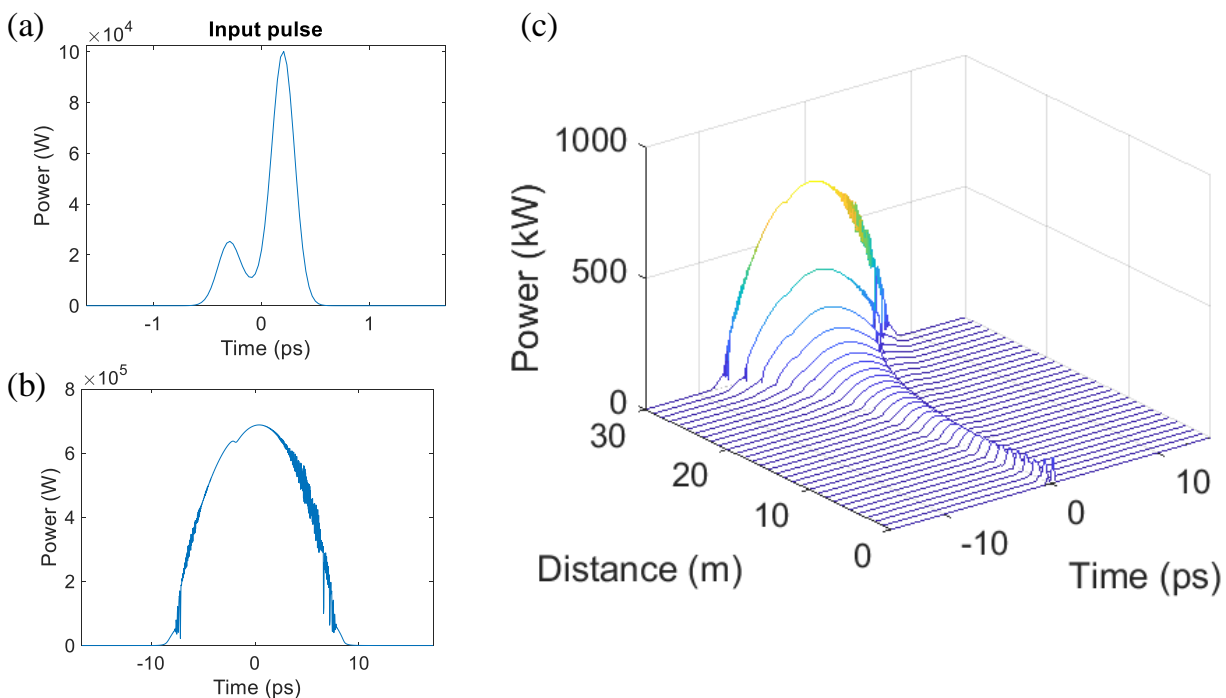 (a)
×10⁴
Input pulse
10
8
6
4
2
0
Power (W)
-1
0
1
Time (ps)
(b)
×10⁵
8
6
4
2
0
Power (W)
-10
0
10
Time (ps)
(c)
1000
500
0
Power (kW)
30
20
10
0
Distance (m)
-10
0
10
Time (ps)